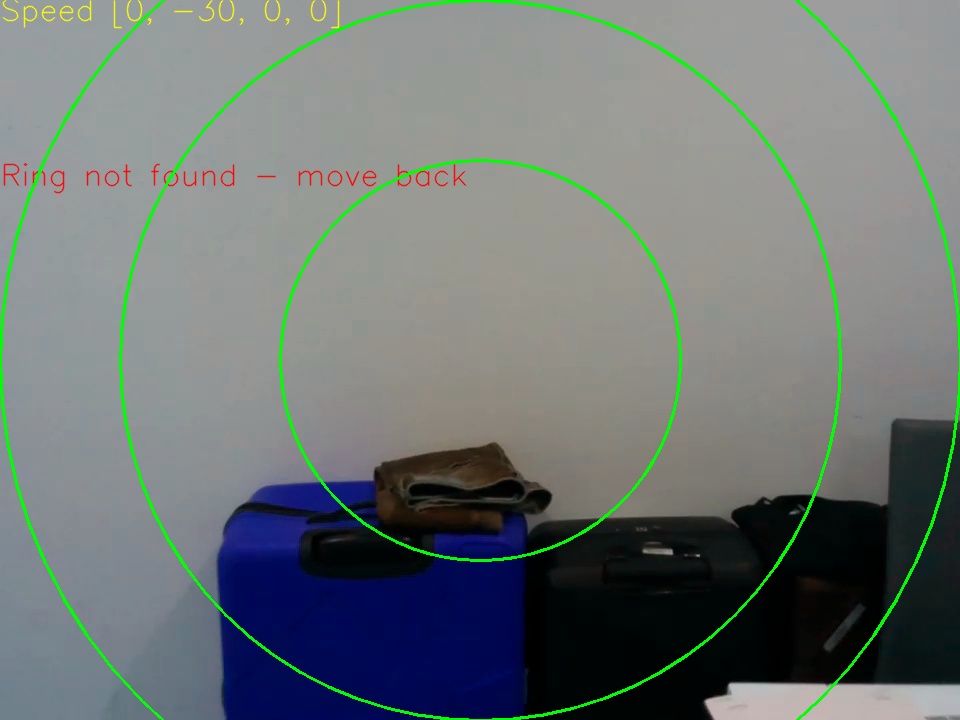 Speed [0, −30, 0, 0]
Ring not found − move back